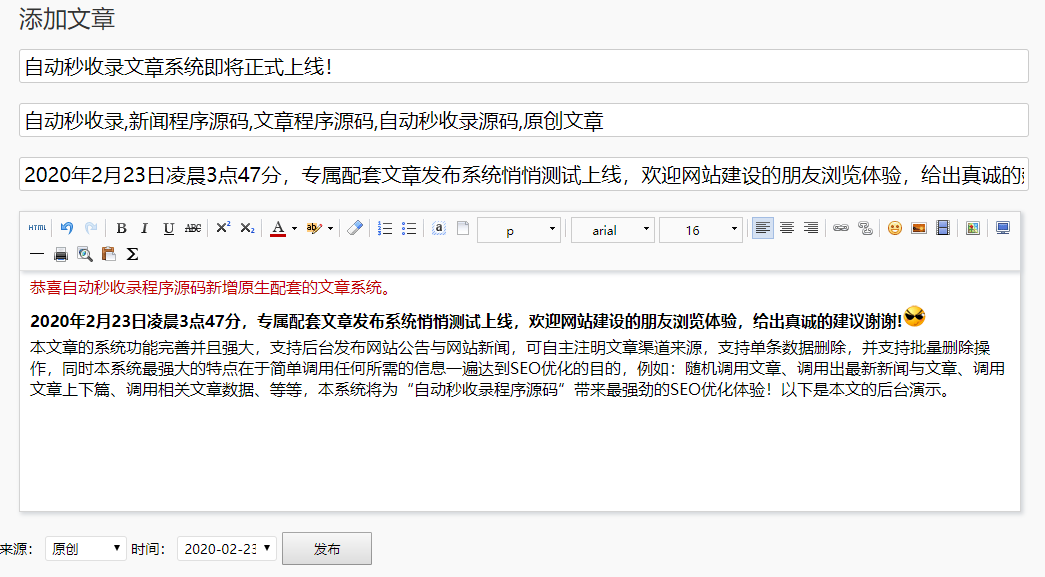 添加文章
自动秒收录文章系统即将正式上线！
自动秒收录,新闻程序源码,文章程序源码,自动秒收录源码,原创文章
2020年2月23日凌晨3点47分，专属配套文章发布系统悄悄测试上线，欢迎网站建设的朋友浏览体验，给出真诚的
HTML B I U ABC X² X₂ A ab p arial 16
Σ
恭喜自动秒收录程序源码新增原生配套的文章系统。
2020年2月23日凌晨3点47分，专属配套文章发布系统悄悄测试上线，欢迎网站建设的朋友浏览体验，给出真诚的建议谢谢!
本文章的系统功能完善并且强大，支持后台发布网站公告与网站新闻，可自主注明文章渠道来源，支持单条数据删除，并支持批量删除操
作，同时本系统最强大的特点在于简单调用任何所需的信息一遍达到SEO优化的目的，例如：随机调用文章、调用出最新新闻与文章、调用
文章上下篇、调用相关文章数据、等等，本系统将为“自动秒收录程序源码”带来最强劲的SEO优化体验！以下是本文的后台演示。
来源： 原创 时间： 2020-02-23 发布